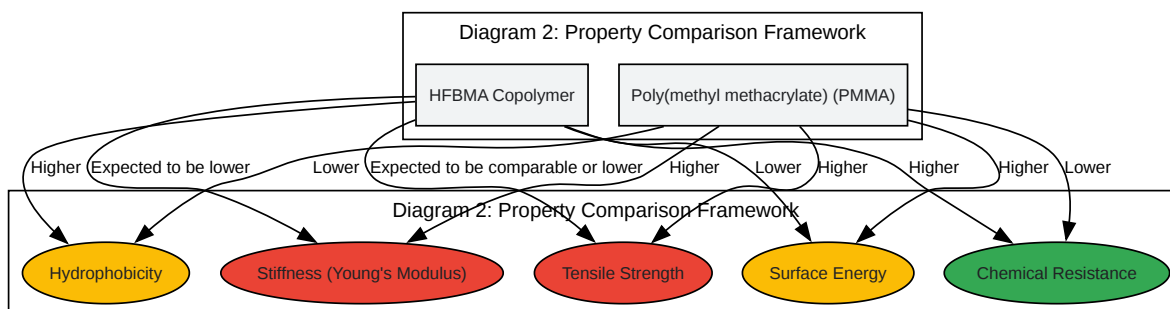 Diagram 2: Property Comparison Framework
HFBMA Copolymer
Poly(methyl methacrylate) (PMMA)
Higher
Expected to be lower
Lower
Expected to be comparable or lower
Higher
Lower
Higher
Higher
Higher
Lower
Diagram 2: Property Comparison Framework
Hydrophobicity
Stiffness (Young's Modulus)
Tensile Strength
Surface Energy
Chemical Resistance